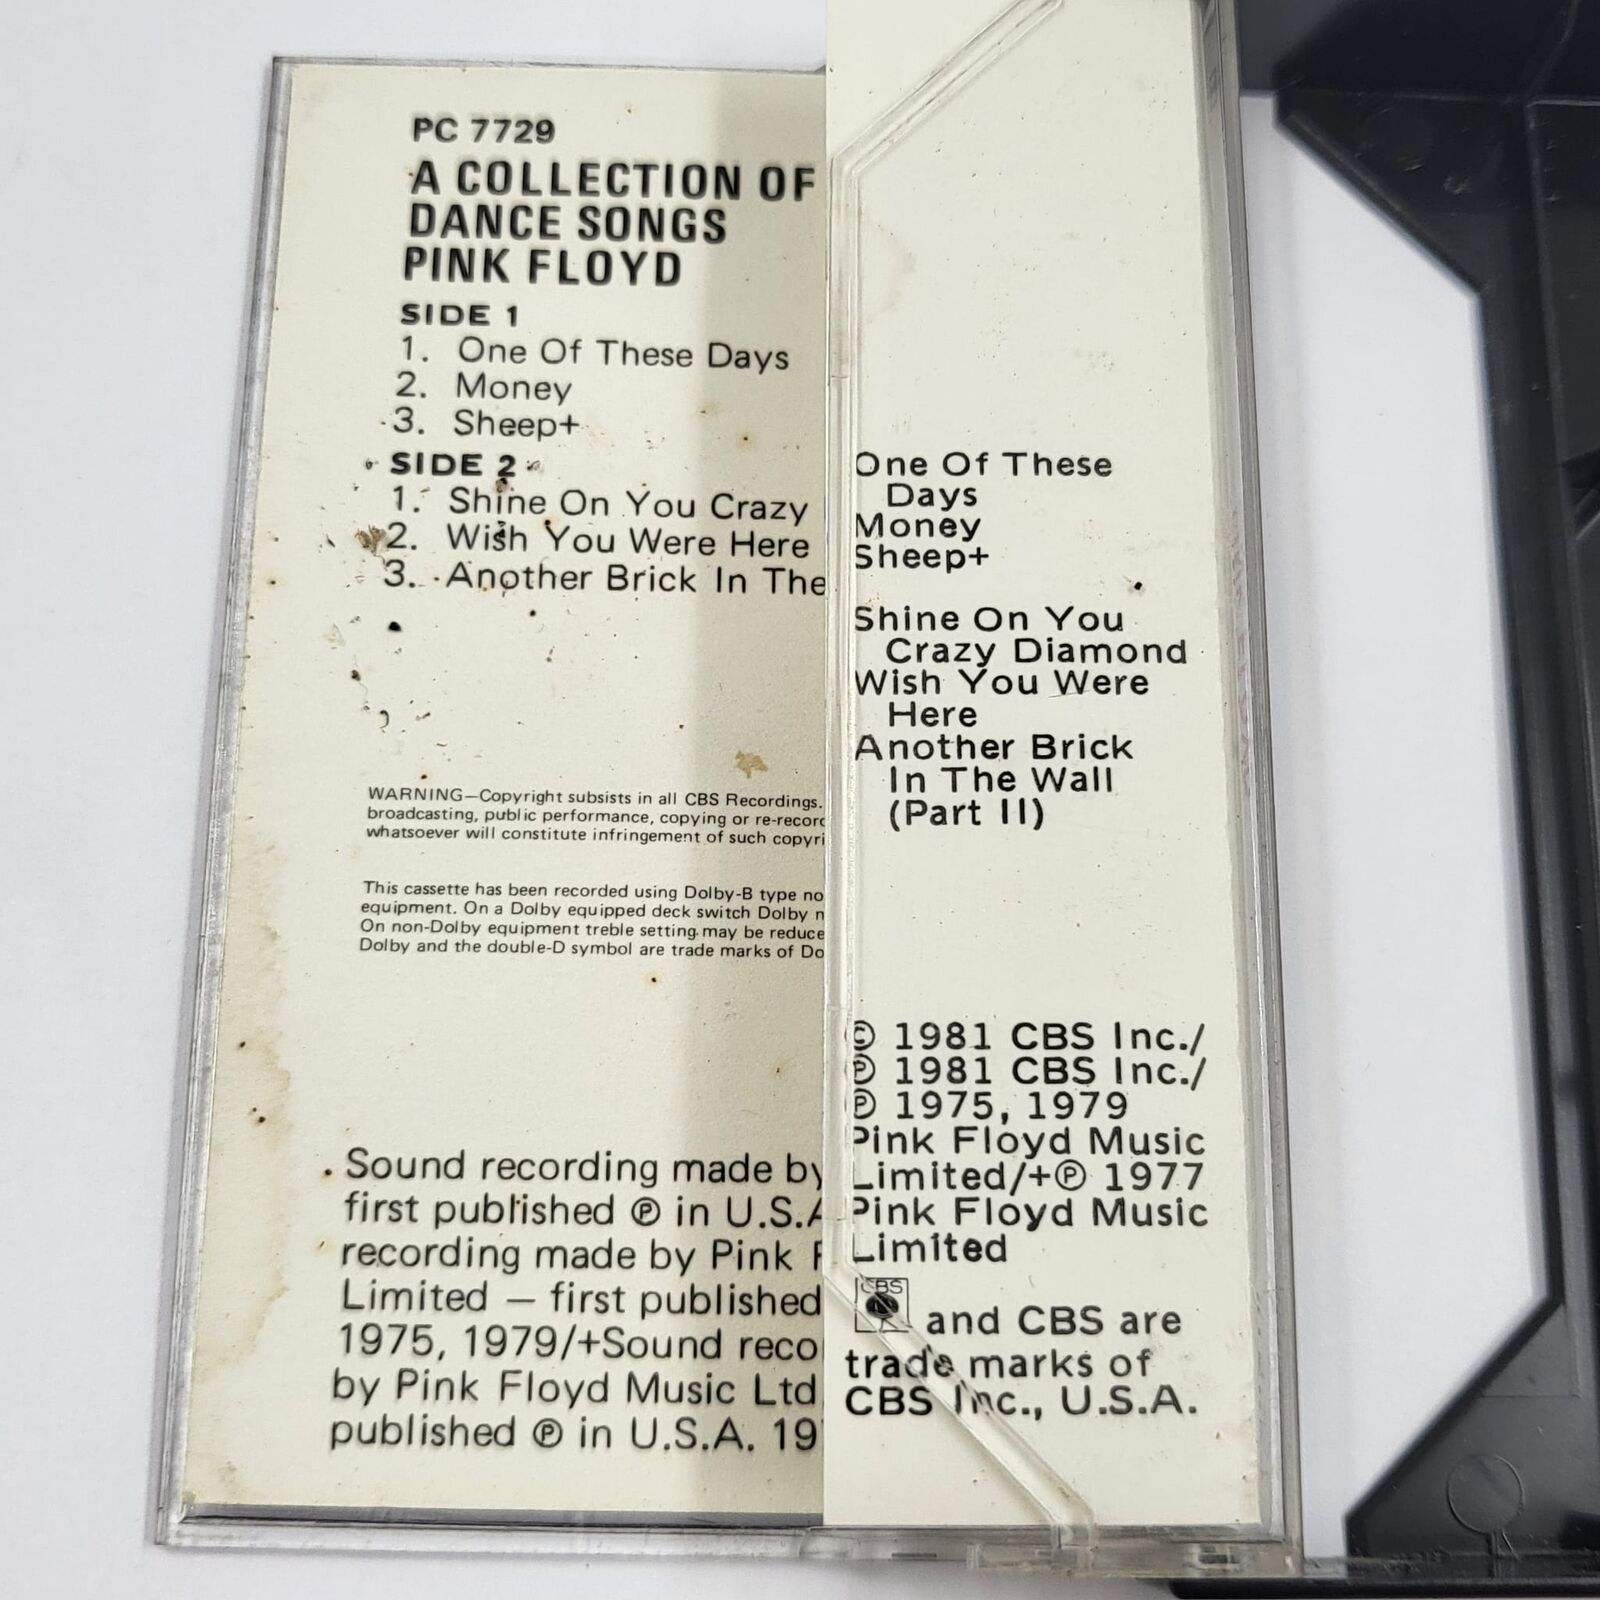 PC 7729
A COLLECTION OF
DANCE SONGS
PINK FLOYD
SIDE 1
1. One Of These Days
2. Money
3. Sheep+
SIDE 2
1. Shine On You Crazy
2. Wish You Were Here
3. Another Brick In The
WARNING—Copyright subsists in all CBS Recordings.
broadcasting, public performance, copying or re-record
whatsoever will constitute infringement of such copyri
This cassette has been recorded using Dolby-B type no
equipment. On a Dolby equipped deck switch Dolby n
On non-Dolby equipment treble setting may be reduce
Dolby and the double-D symbol are trade marks of Do
Sound recording made by
first published ℗ in U.S.A
recording made by Pink F
Limited — first published
1975, 1979/+Sound reco
by Pink Floyd Music Ltd
published ℗ in U.S.A. 19
One Of These
Days
Money
Sheep+
Shine On You
Crazy Diamond
Wish You Were
Here
Another Brick
In The Wall
(Part II)
© 1981 CBS Inc./
℗ 1981 CBS Inc./
℗ 1975, 1979
Pink Floyd Music
Limited/+℗ 1977
Pink Floyd Music
Limited
CBS and CBS are
trade marks of
CBS Inc., U.S.A.